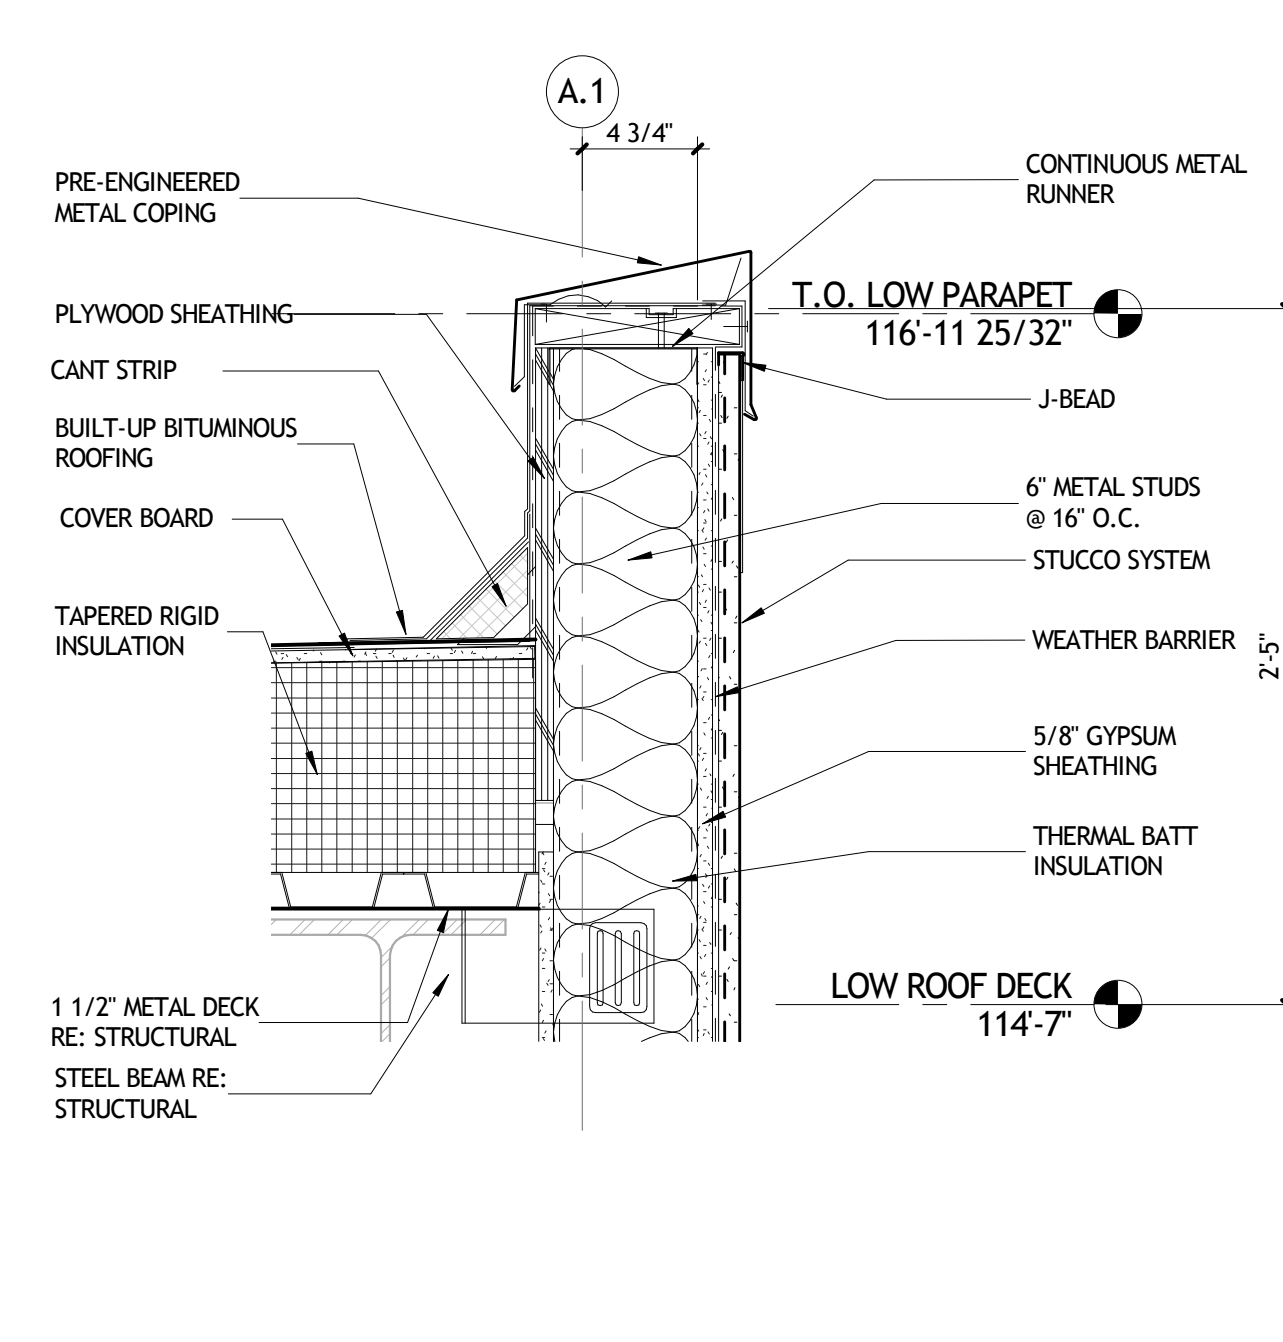 A.1
4 3/4"
PRE-ENGINEERED
METAL COPING
PLYWOOD SHEATHING
CANT STRIP
BUILT-UP BITUMINOUS
ROOFING
COVER BOARD
TAPERED RIGID
INSULATION
1 1/2" METAL DECK
RE: STRUCTURAL
STEEL BEAM RE:
STRUCTURAL
CONTINUOUS METAL
RUNNER
T.O. LOW PARAPET
116'-11 25/32"
J-BEAD
6" METAL STUDS
@ 16" O.C.
STUCCO SYSTEM
WEATHER BARRIER
2'-5"
5/8" GYPSUM
SHEATHING
THERMAL BATT
INSULATION
LOW ROOF DECK
114'-7"